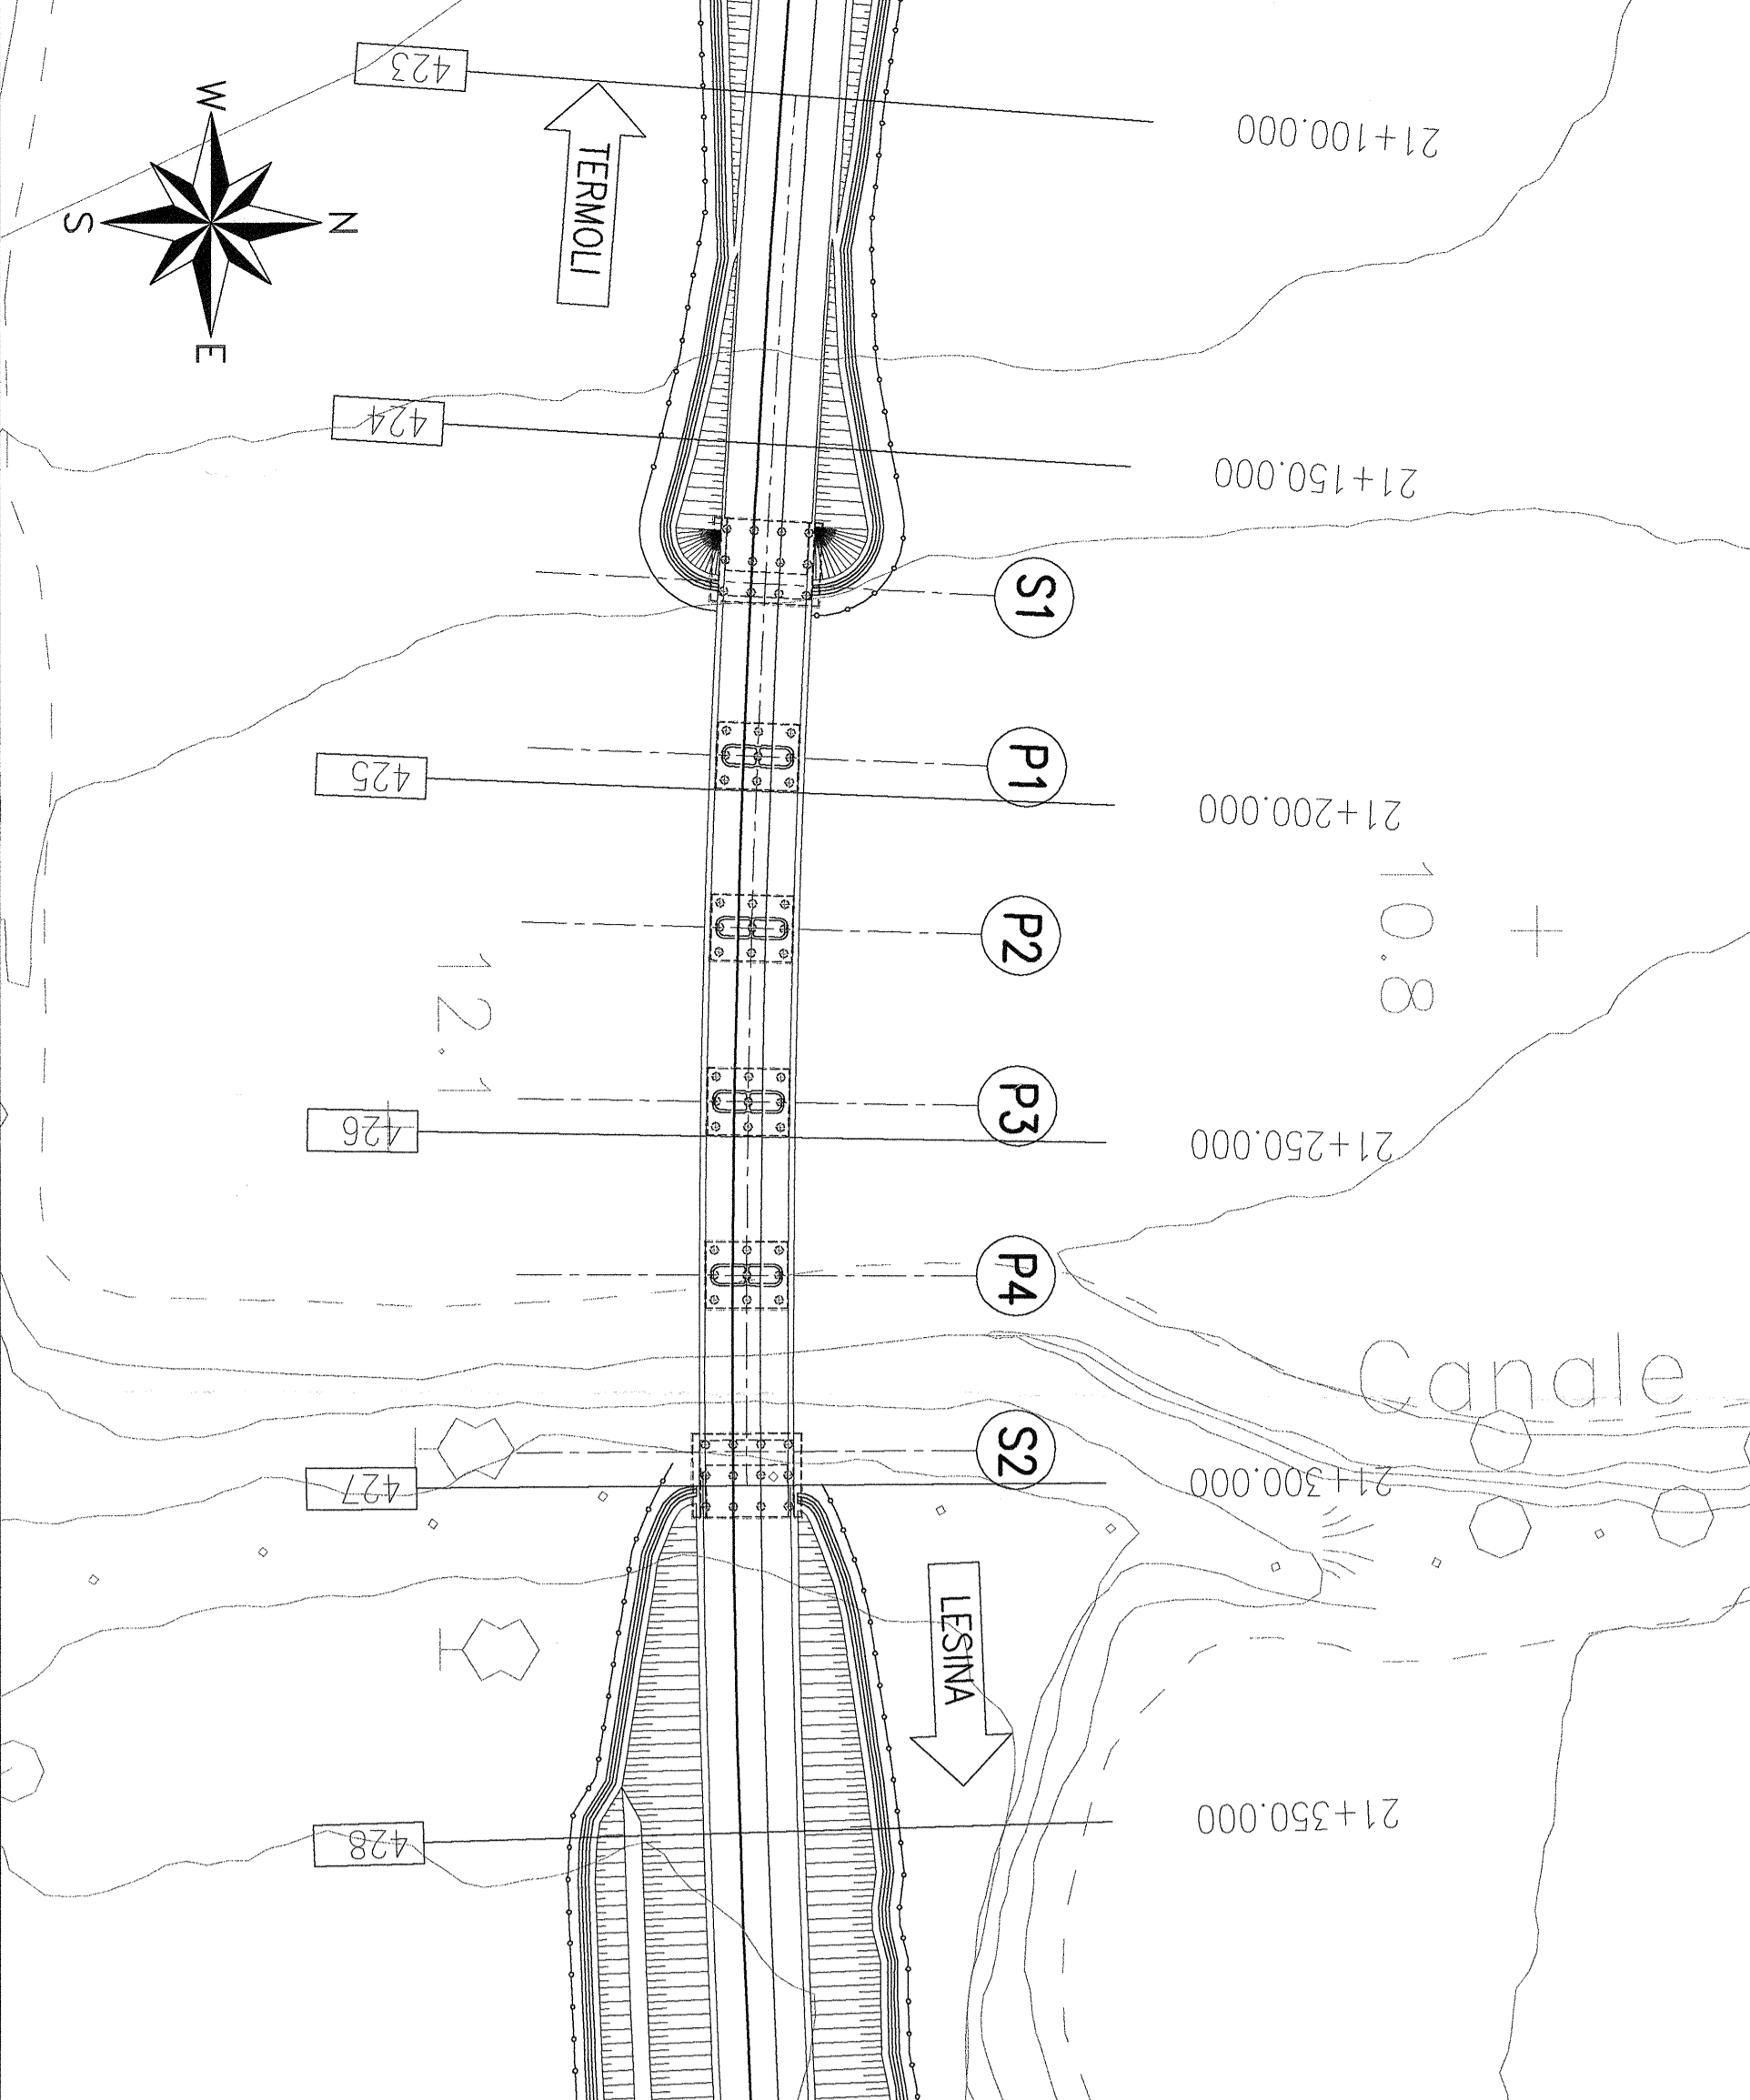 423
21+100.000
W
N
S
E
TERMOLI
424
21+150.000
S1
P1
425
21+200.000
10.8
P2
12.1
P3
426
21+250.000
P4
Canale
S2
427
21+300.000
LESINA
428
21+350.000